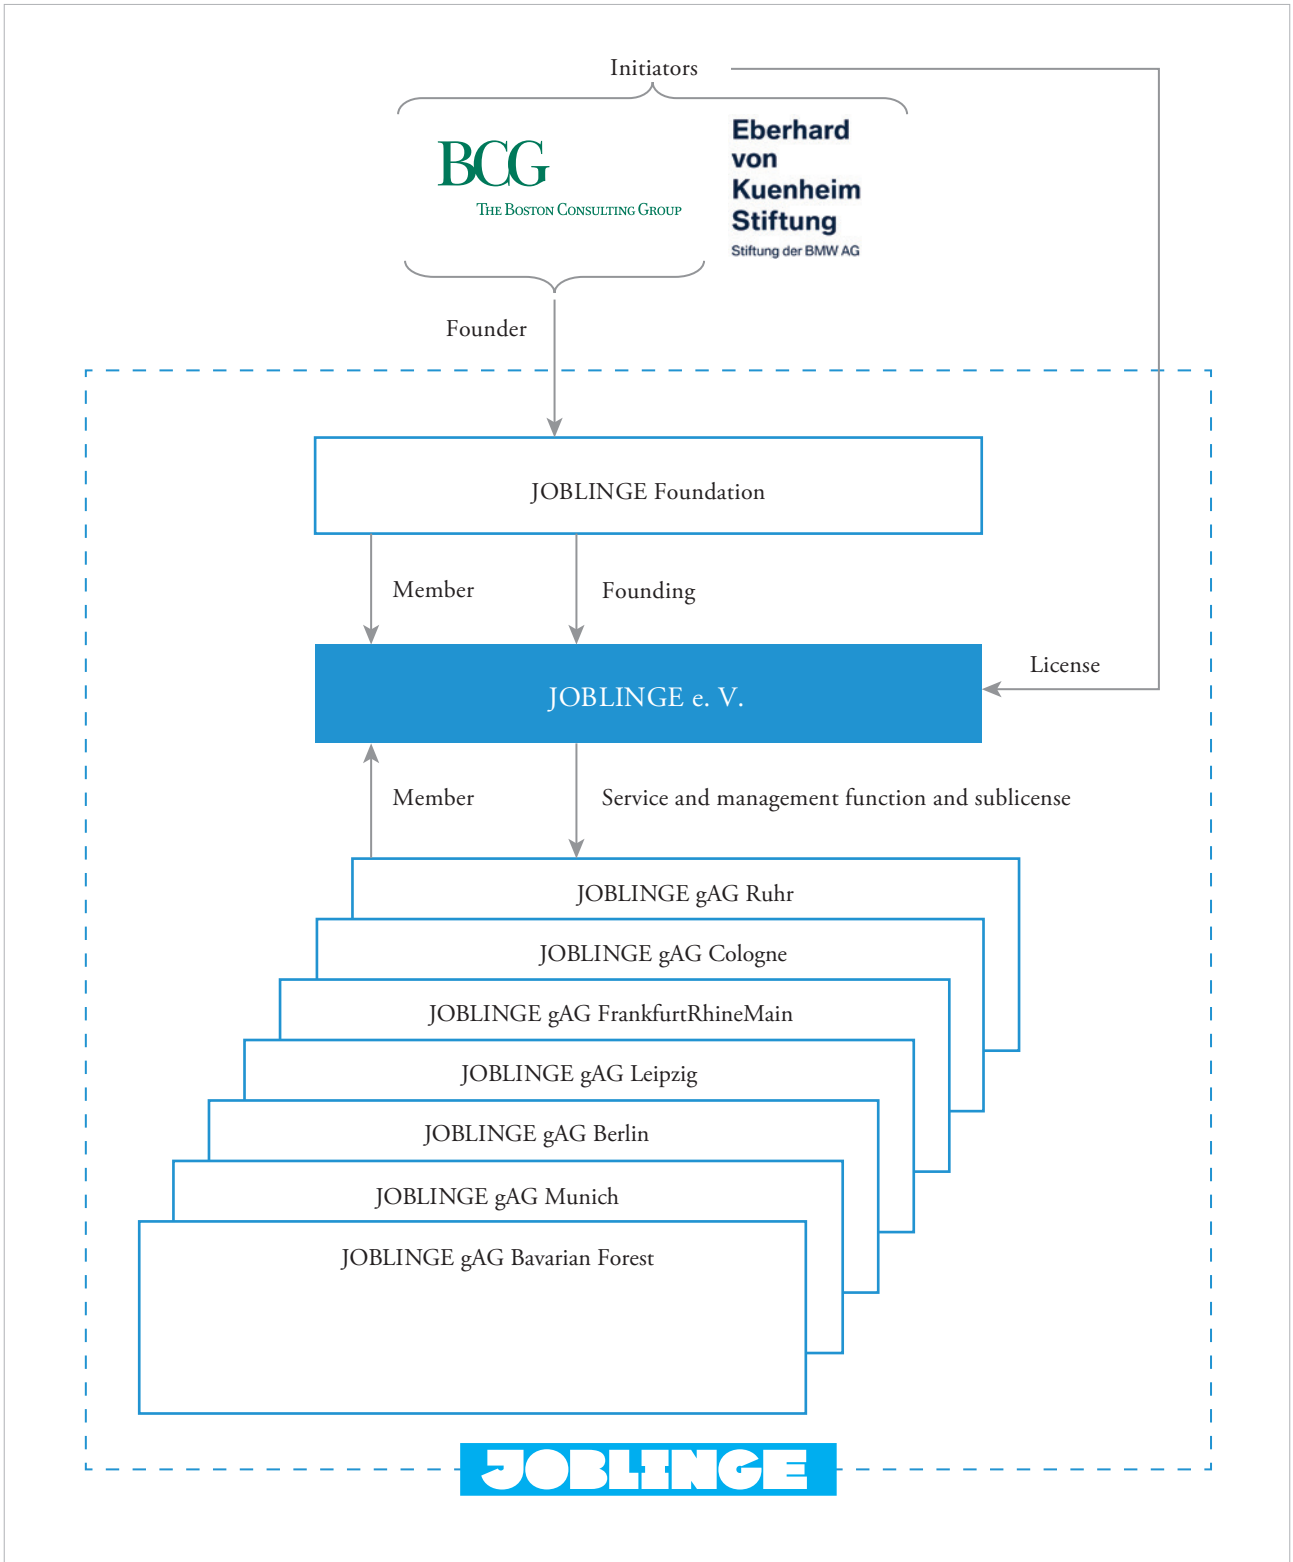 Initiators
BCG
THE BOSTON CONSULTING GROUP
Eberhard
von
Kuenheim
Stiftung
Stiftung der BMW AG
Founder
JOBLINGE Foundation
Member
Founding
JOBLINGE e. V.
License
Member
Service and management function and sublicense
JOBLINGE gAG Ruhr
JOBLINGE gAG Cologne
JOBLINGE gAG FrankfurtRhineMain
JOBLINGE gAG Leipzig
JOBLINGE gAG Berlin
JOBLINGE gAG Munich
JOBLINGE gAG Bavarian Forest
JOBLINGE